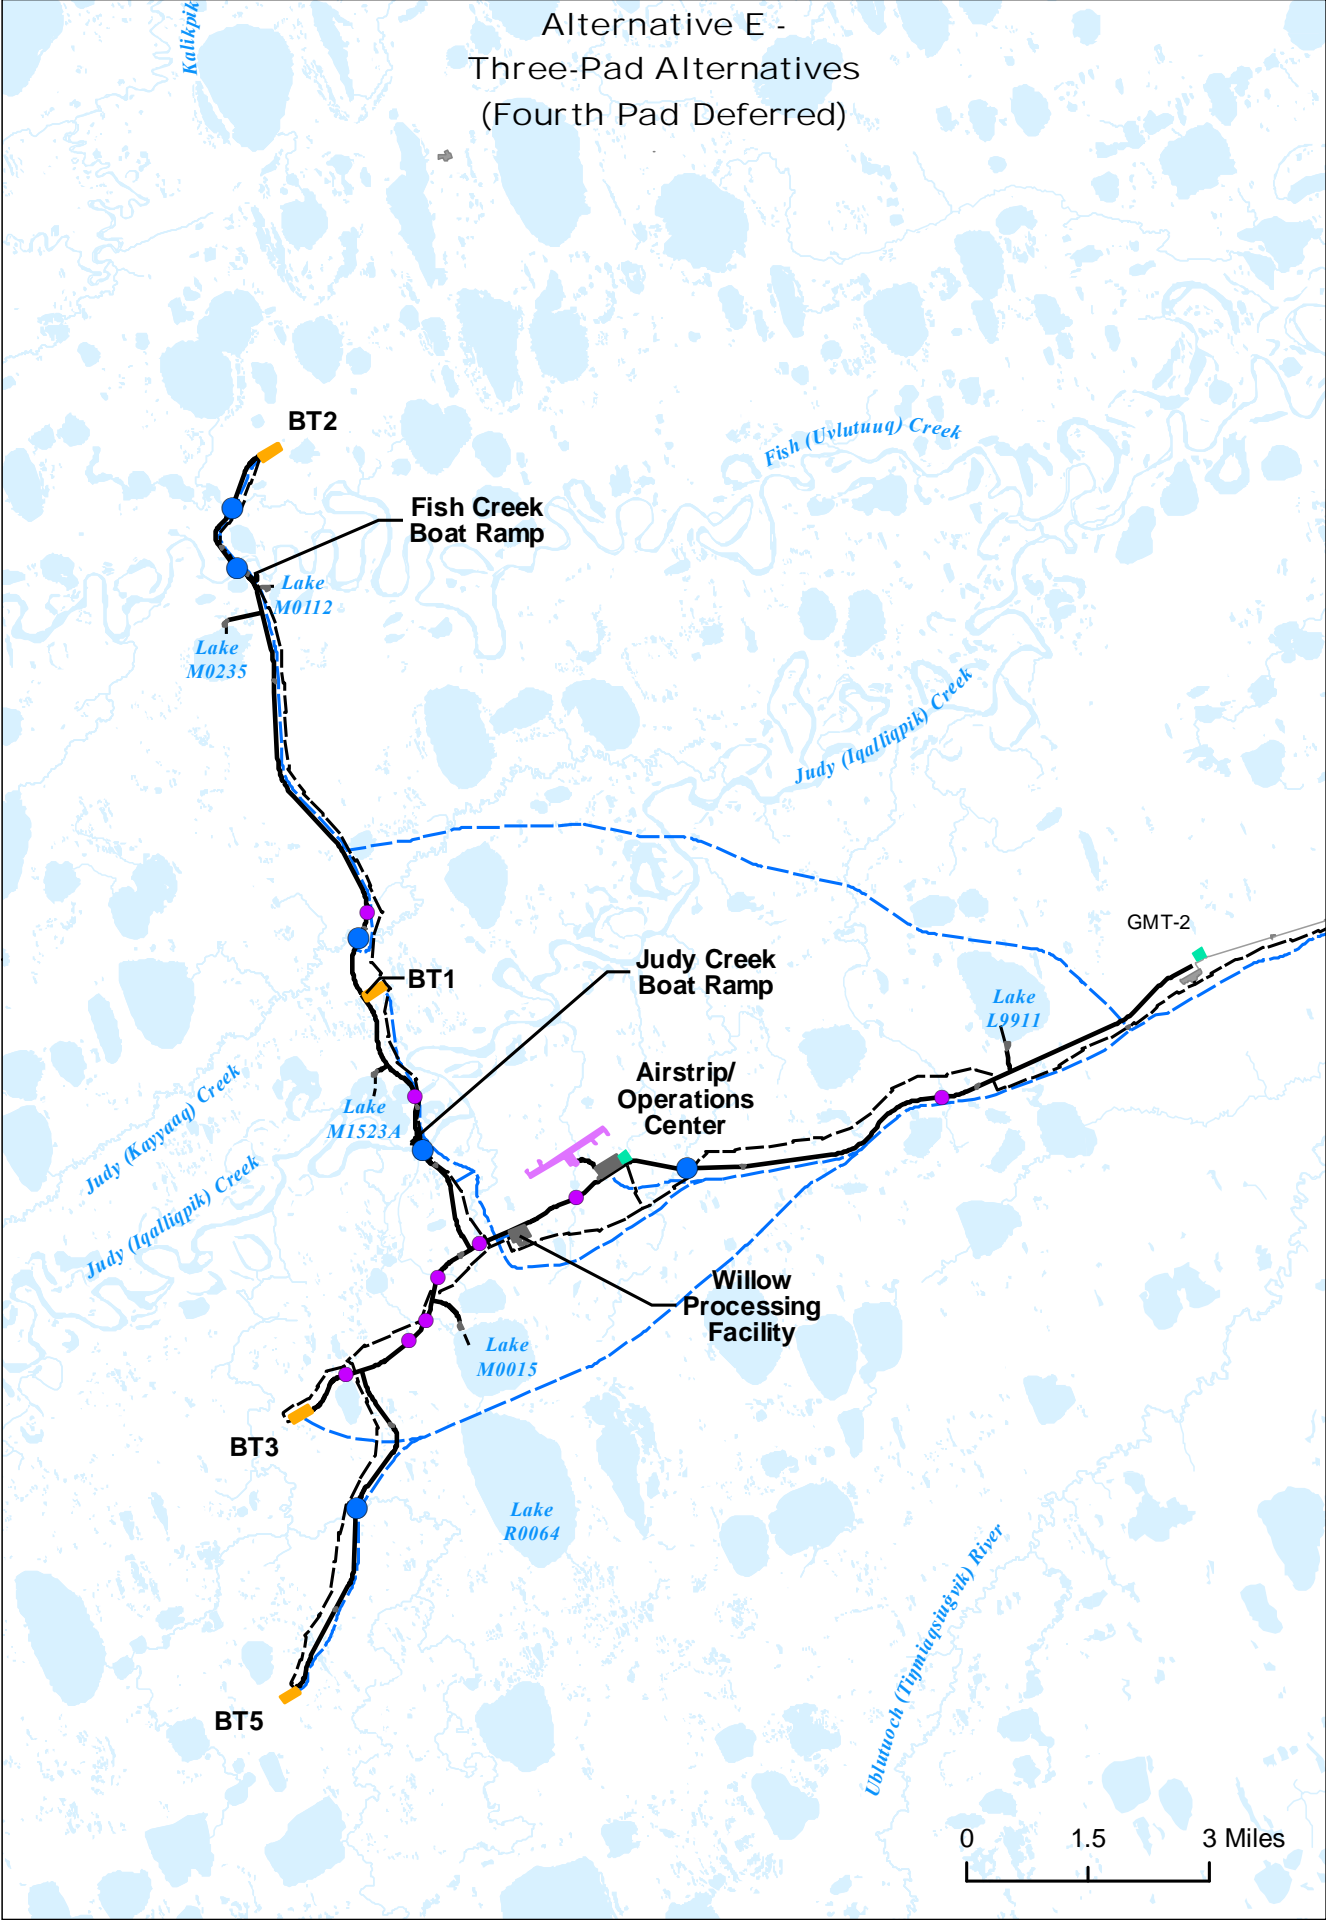 Alternative E -
Three-Pad Alternatives
(Fourth Pad Deferred)
Kalikpik
BT2
Fish (Uvlutuuq) Creek
Fish Creek
Boat Ramp
Lake
M0112
Lake
M0235
Judy (Iqalliqpik) Creek
GMT-2
Judy Creek
Boat Ramp
BT1
Lake
L9911
Airstrip/
Operations
Center
Judy (Kayyaaq) Creek
Lake
M1523A
Judy (Iqalliqpik) Creek
Willow
Processing
Facility
Lake
M0015
BT3
Lake
R0064
Ublutuoch (Tiŋmiaqsiuġvik) River
BT5
0 1.5 3 Miles